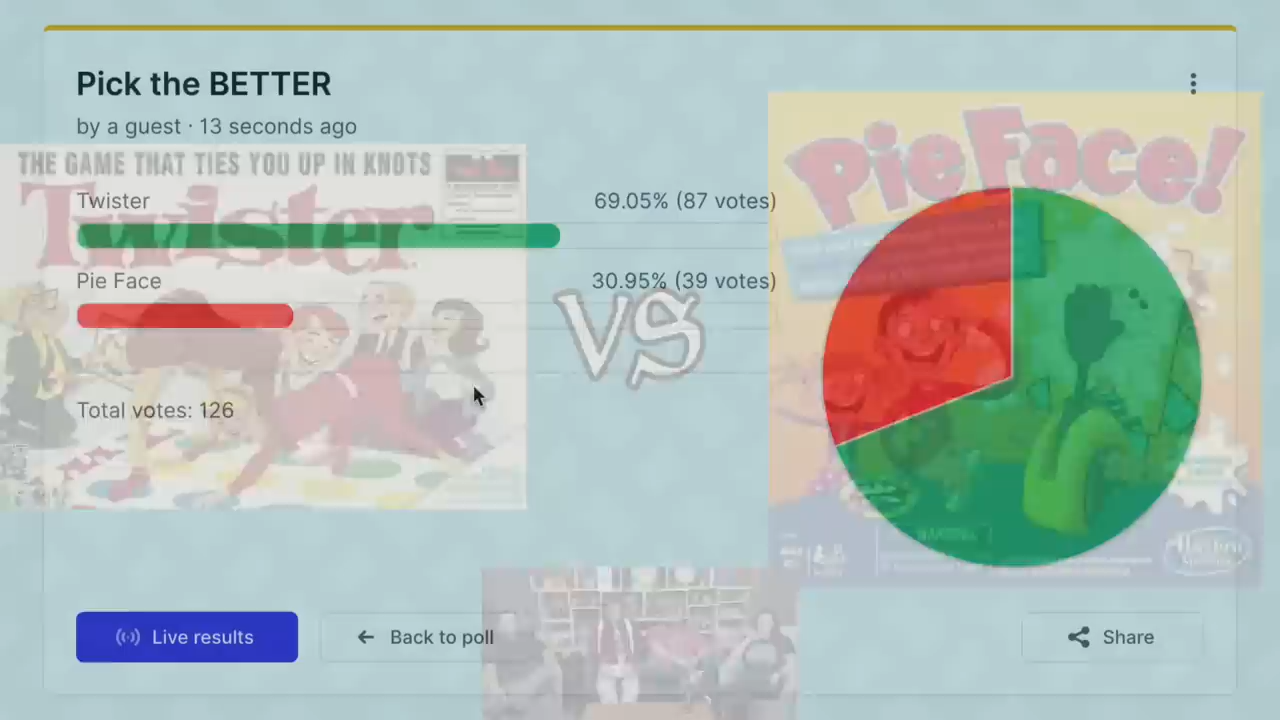 Pick the BETTER
by a guest · 13 seconds ago
THE GAME THAT TIES YOU UP IN KNOTS
Twister
Pie Face!
Twister 69.05% (87 votes)
Pie Face 30.95% (39 votes)
VS
Total votes: 126
WARNING
Hasbro
Live results
Back to poll
Share